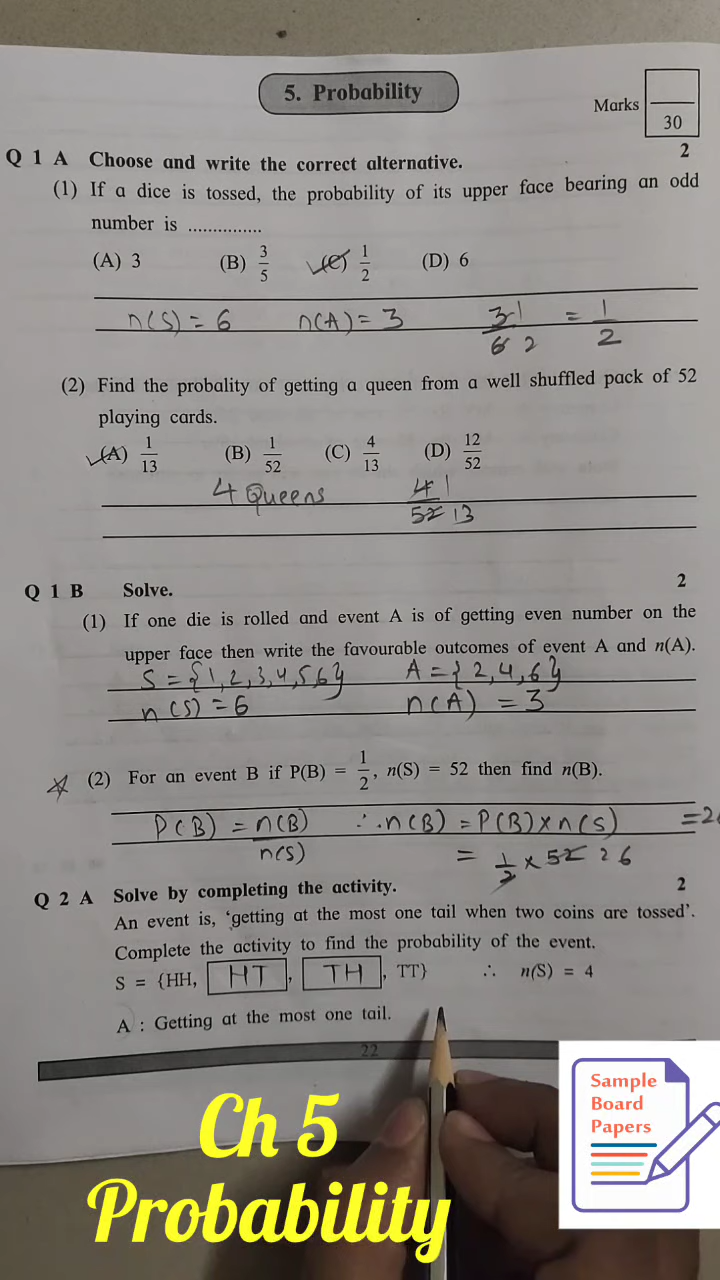 5. Probability
Marks
30
Q 1 A Choose and write the correct alternative. 2
(1) If a dice is tossed, the probability of its upper face bearing an odd
number is ...............
(A) 3 (B) 3/5 (C) 1/2 (D) 6
n(S) = 6 n(A) = 3 3 1/6 2 = 1/2
(2) Find the probality of getting a queen from a well shuffled pack of 52
playing cards.
(A) 1/13 (B) 1/52 (C) 4/13 (D) 12/52
4 Queens 4 1/52 13
Q 1 B Solve. 2
(1) If one die is rolled and event A is of getting even number on the
upper face then write the favourable outcomes of event A and n(A).
S = {1,2,3,4,5,6} A = {2,4,6}
n(S) = 6 n(A) = 3
(2) For an event B if P(B) = 1/2, n(S) = 52 then find n(B).
P(B) = n(B)/n(S) ∴ n(B) = P(B) × n(S)
= 1/2 × 52 26
Q 2 A Solve by completing the activity. 2
An event is, ‘getting at the most one tail when two coins are tossed’.
Complete the activity to find the probability of the event.
S = {HH, HT, TH, TT} ∴ n(S) = 4
A : Getting at the most one tail.
22
Ch 5
Probability
Sample
Board
Papers